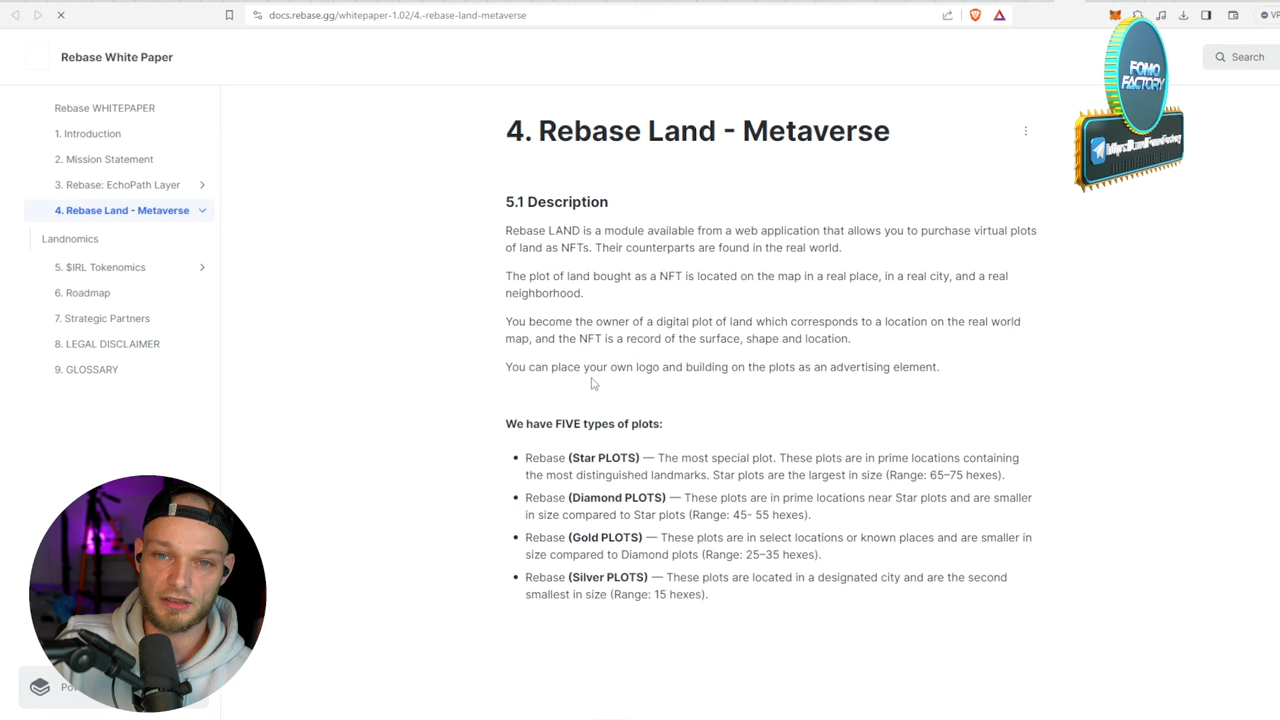 docs.rebase.gg/whitepaper-1.02/4.-rebase-land-metaverse
VP
Rebase White Paper
Search
FOMO
FACTORY
Rebase WHITEPAPER
1. Introduction
2. Mission Statement
3. Rebase: EchoPath Layer
4. Rebase Land - Metaverse
Landnomics
5. $IRL Tokenomics
6. Roadmap
7. Strategic Partners
8. LEGAL DISCLAIMER
9. GLOSSARY
4. Rebase Land - Metaverse
5.1 Description
Rebase LAND is a module available from a web application that allows you to purchase virtual plots
of land as NFTs. Their counterparts are found in the real world.
The plot of land bought as a NFT is located on the map in a real place, in a real city, and a real
neighborhood.
You become the owner of a digital plot of land which corresponds to a location on the real world
map, and the NFT is a record of the surface, shape and location.
You can place your own logo and building on the plots as an advertising element.
We have FIVE types of plots:
• Rebase (Star PLOTS) — The most special plot. These plots are in prime locations containing
the most distinguished landmarks. Star plots are the largest in size (Range: 65–75 hexes).
• Rebase (Diamond PLOTS) — These plots are in prime locations near Star plots and are smaller
in size compared to Star plots (Range: 45- 55 hexes).
• Rebase (Gold PLOTS) — These plots are in select locations or known places and are smaller in
size compared to Diamond plots (Range: 25–35 hexes).
• Rebase (Silver PLOTS) — These plots are located in a designated city and are the second
smallest in size (Range: 15 hexes).